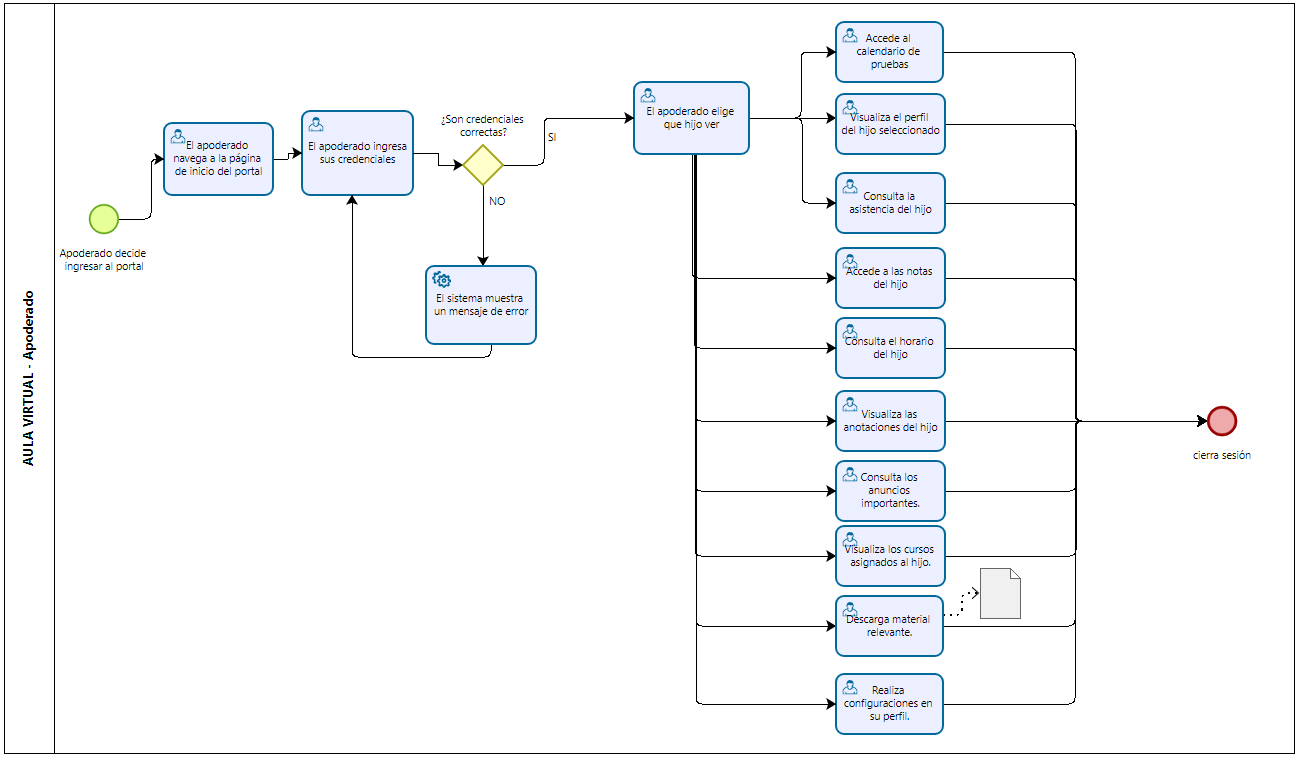 AULA VIRTUAL - Apoderado
Apoderado decide
ingresar al portal
El apoderado
navega a la página
de inicio del portal
El apoderado ingresa
sus credenciales
¿Son credenciales
correctas?
SI
NO
El sistema muestra
un mensaje de error
El apoderado elige
que hijo ver
Accede al
calendario de
pruebas
Visualiza el perfil
del hijo seleccionado
Consulta la
asistencia del hijo
Accede a las notas
del hijo
Consulta el horario
del hijo
Visualiza las
anotaciones del hijo
Consulta los
anuncios
importantes.
Visualiza los cursos
asignados al hijo.
Descarga material
relevante.
Realiza
configuraciones en
su perfil.
cierra sesión